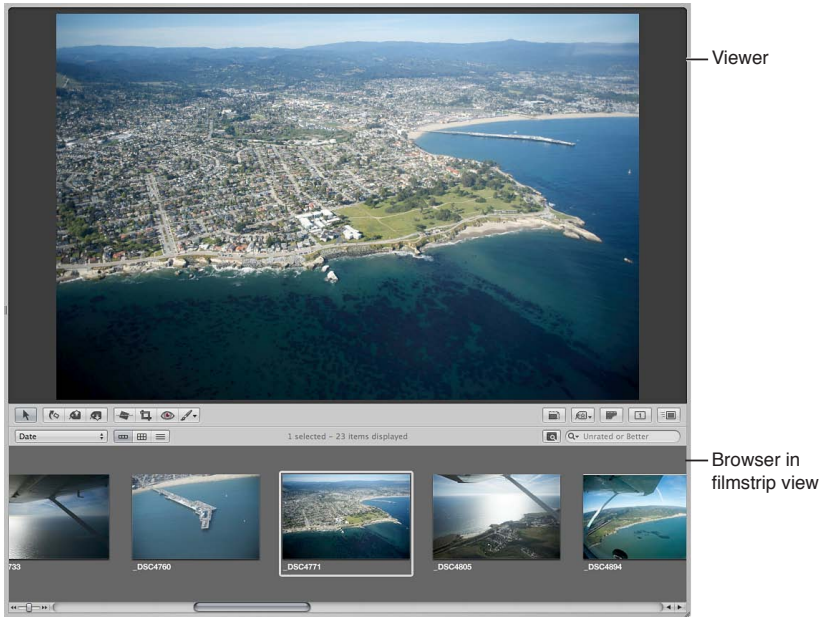 Viewer
Date
1 selected - 23 items displayed
Unrated or Better
Browser in
filmstrip view
733
_DSC4760
_DSC4771
_DSC4805
_DSC4894
1